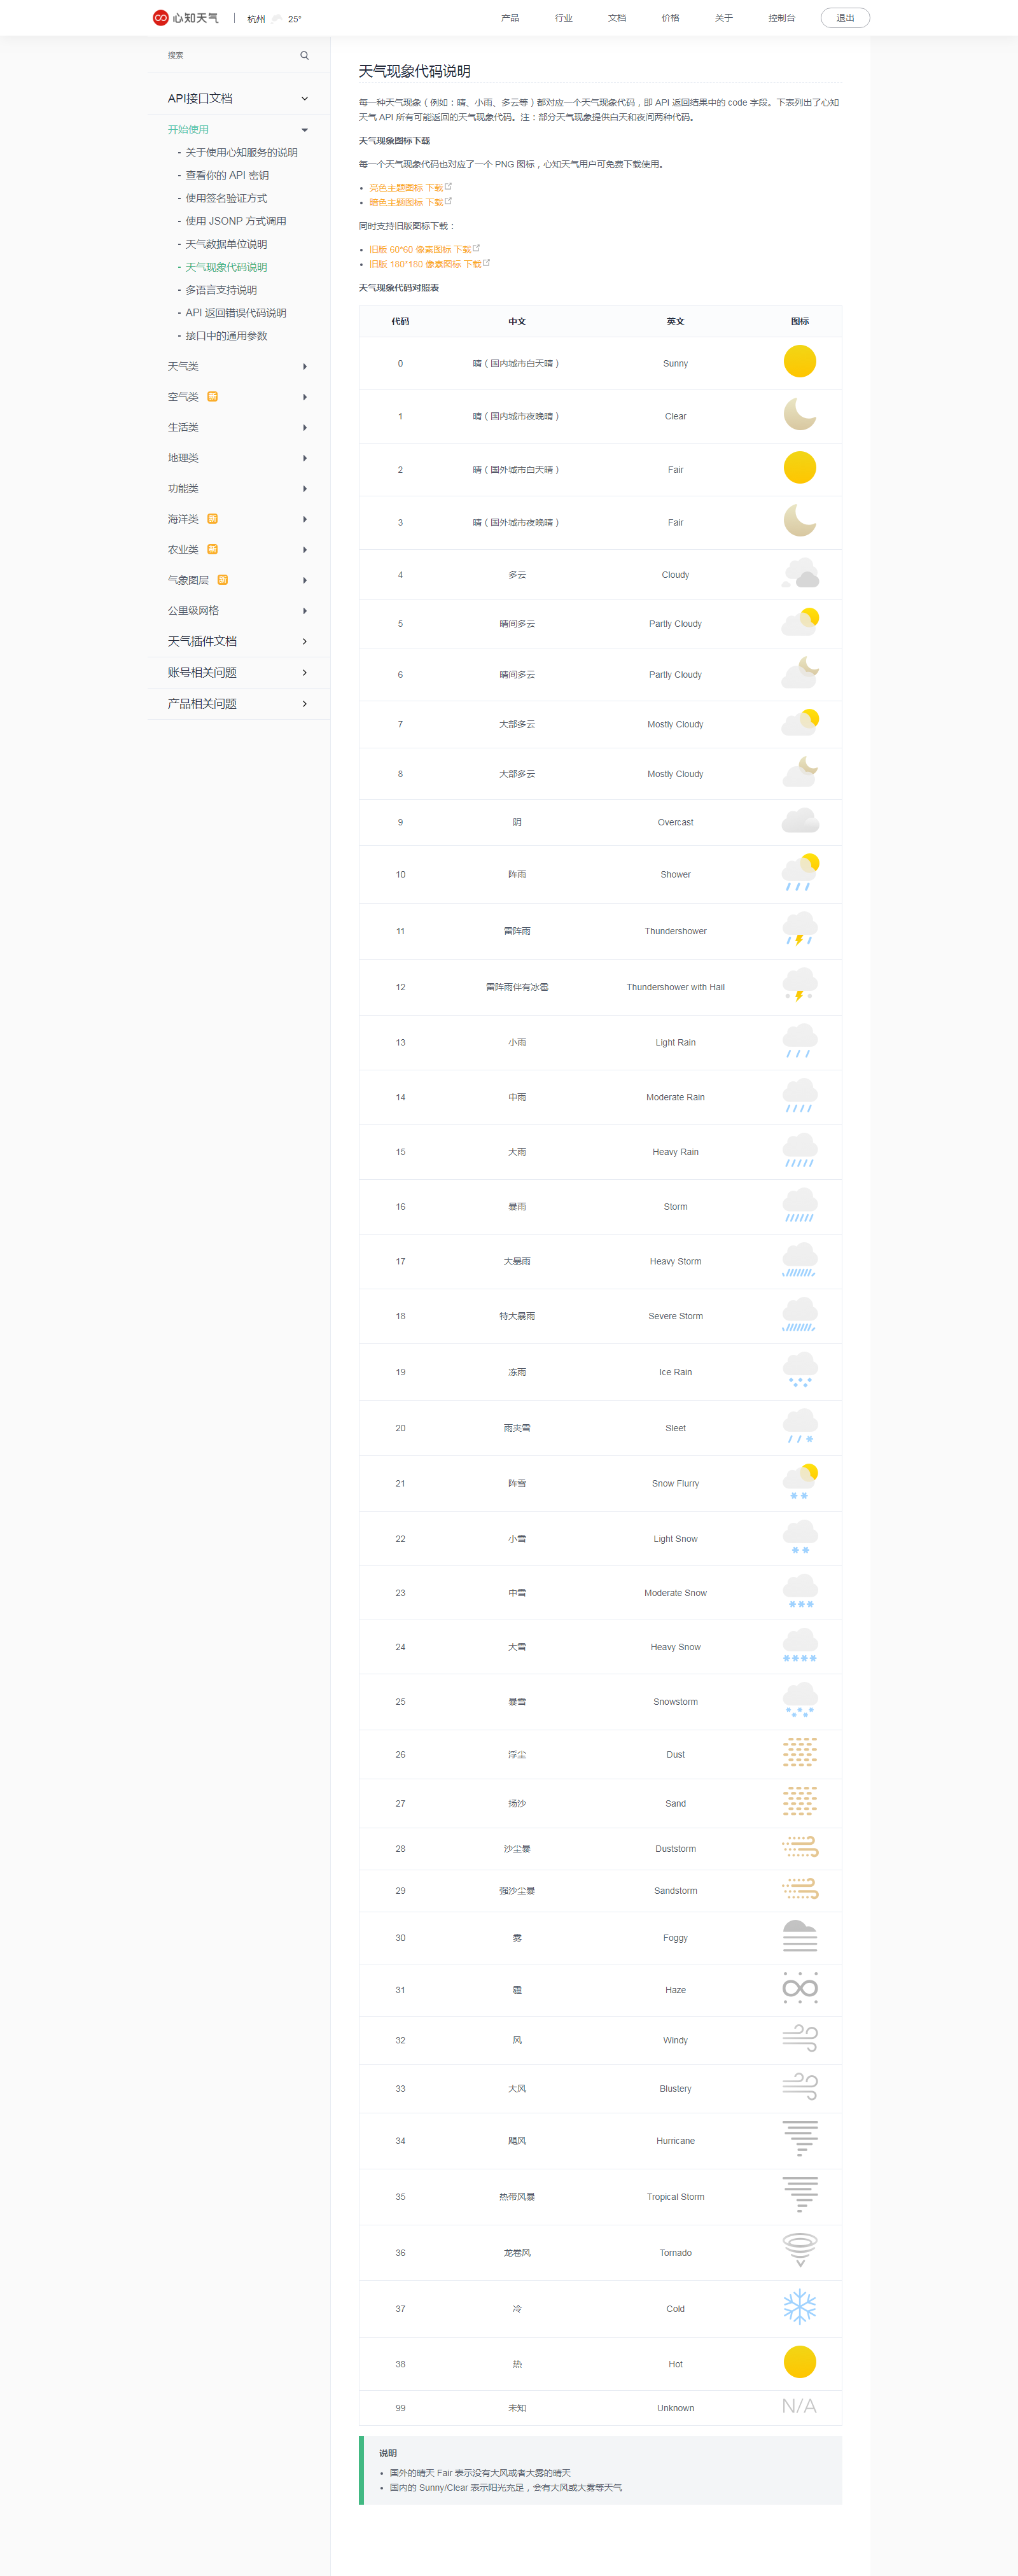 心知天气 | 杭州 25° 产品 行业 文档 价格 关于 控制台 退出
搜索
API接口文档
开始使用
- 关于使用心知服务的说明
- 查看你的 API 密钥
- 使用签名验证方式
- 使用 JSONP 方式调用
- 天气数据单位说明
- 天气现象代码说明
- 多语言支持说明
- API 返回错误代码说明
- 接口中的通用参数
天气类
空气类 新
生活类
地理类
功能类
海洋类 新
农业类 新
气象图层 新
公里级网格
天气插件文档
账号相关问题
产品相关问题
天气现象代码说明
每一种天气现象（例如：晴、小雨、多云等）都对应一个天气现象代码，即 API 返回结果中的 code 字段。下表列出了心知
天气 API 所有可能返回的天气现象代码。注：部分天气现象提供白天和夜间两种代码。
天气现象图标下载
每一个天气现象代码也对应了一个 PNG 图标，心知天气用户可免费下载使用。
• 亮色主题图标 下载
• 暗色主题图标 下载
同时支持旧版图标下载：
• 旧版 60*60 像素图标 下载
• 旧版 180*180 像素图标 下载
天气现象代码对照表
代码 中文 英文 图标
0 晴（国内城市白天晴） Sunny
1 晴（国内城市夜晚晴） Clear
2 晴（国外城市白天晴） Fair
3 晴（国外城市夜晚晴） Fair
4 多云 Cloudy
5 晴间多云 Partly Cloudy
6 晴间多云 Partly Cloudy
7 大部多云 Mostly Cloudy
8 大部多云 Mostly Cloudy
9 阴 Overcast
10 阵雨 Shower
11 雷阵雨 Thundershower
12 雷阵雨伴有冰雹 Thundershower with Hail
13 小雨 Light Rain
14 中雨 Moderate Rain
15 大雨 Heavy Rain
16 暴雨 Storm
17 大暴雨 Heavy Storm
18 特大暴雨 Severe Storm
19 冻雨 Ice Rain
20 雨夹雪 Sleet
21 阵雪 Snow Flurry
22 小雪 Light Snow
23 中雪 Moderate Snow
24 大雪 Heavy Snow
25 暴雪 Snowstorm
26 浮尘 Dust
27 扬沙 Sand
28 沙尘暴 Duststorm
29 强沙尘暴 Sandstorm
30 雾 Foggy
31 霾 Haze
32 风 Windy
33 大风 Blustery
34 飓风 Hurricane
35 热带风暴 Tropical Storm
36 龙卷风 Tornado
37 冷 Cold
38 热 Hot
99 未知 Unknown N/A
说明
• 国外的晴天 Fair 表示没有大风或者大雾的晴天
• 国内的 Sunny/Clear 表示阳光充足，会有大风或大雾等天气